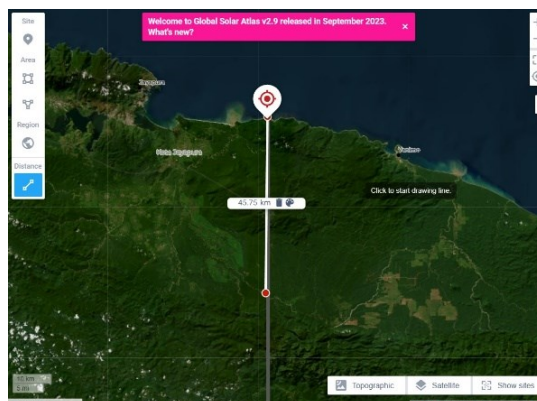 Site
Welcome to Global Solar Atlas v2.9 released in September 2023.
What's new?
×
Area
Region
Distance
Jayapura
Kota Jayapura
Vanimo
Click to start drawing line.
45.75 km
10 km
5 mi
Topographic
Satellite
Show sites